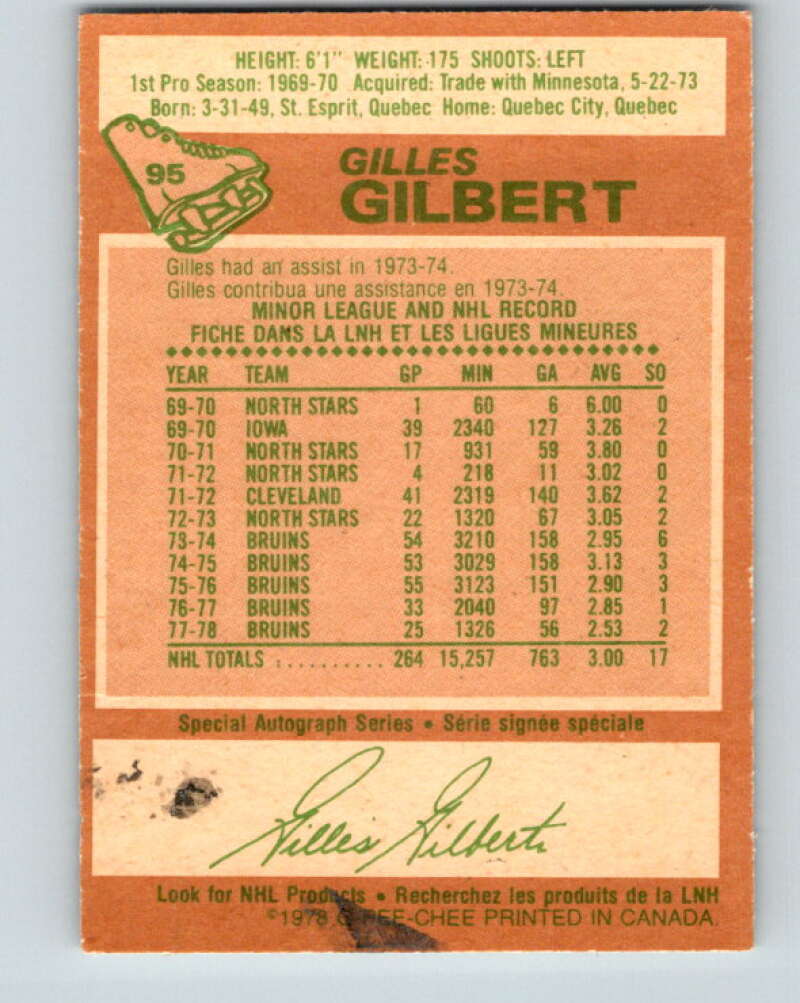 HEIGHT: 6'1" WEIGHT: 175 SHOOTS: LEFT
1st Pro Season: 1969-70 Acquired: Trade with Minnesota, 5-22-73
Born: 3-31-49, St. Esprit, Quebec Home: Quebec City, Quebec
95
GILLES
GILBERT
Gilles had an assist in 1973-74.
Gilles contribua une assistance en 1973-74.
MINOR LEAGUE AND NHL RECORD
FICHE DANS LA LNH ET LES LIGUES MINEURES
YEAR TEAM GP MIN GA AVG SO
69-70 NORTH STARS 1 60 6 6.00 0
69-70 IOWA 39 2340 127 3.26 2
70-71 NORTH STARS 17 931 59 3.80 0
71-72 NORTH STARS 4 218 11 3.02 0
71-72 CLEVELAND 41 2319 140 3.62 2
72-73 NORTH STARS 22 1320 67 3.05 2
73-74 BRUINS 54 3210 158 2.95 6
74-75 BRUINS 53 3029 158 3.13 3
75-76 BRUINS 55 3123 151 2.90 3
76-77 BRUINS 33 2040 97 2.85 1
77-78 BRUINS 25 1326 56 2.53 2
NHL TOTALS . . . . . . . . . . 264 15,257 763 3.00 17
Special Autograph Series • Série signée spéciale
Gilles Gilbert
Look for NHL Products • Recherchez les produits de la LNH
©1978 O-PEE-CHEE PRINTED IN CANADA.